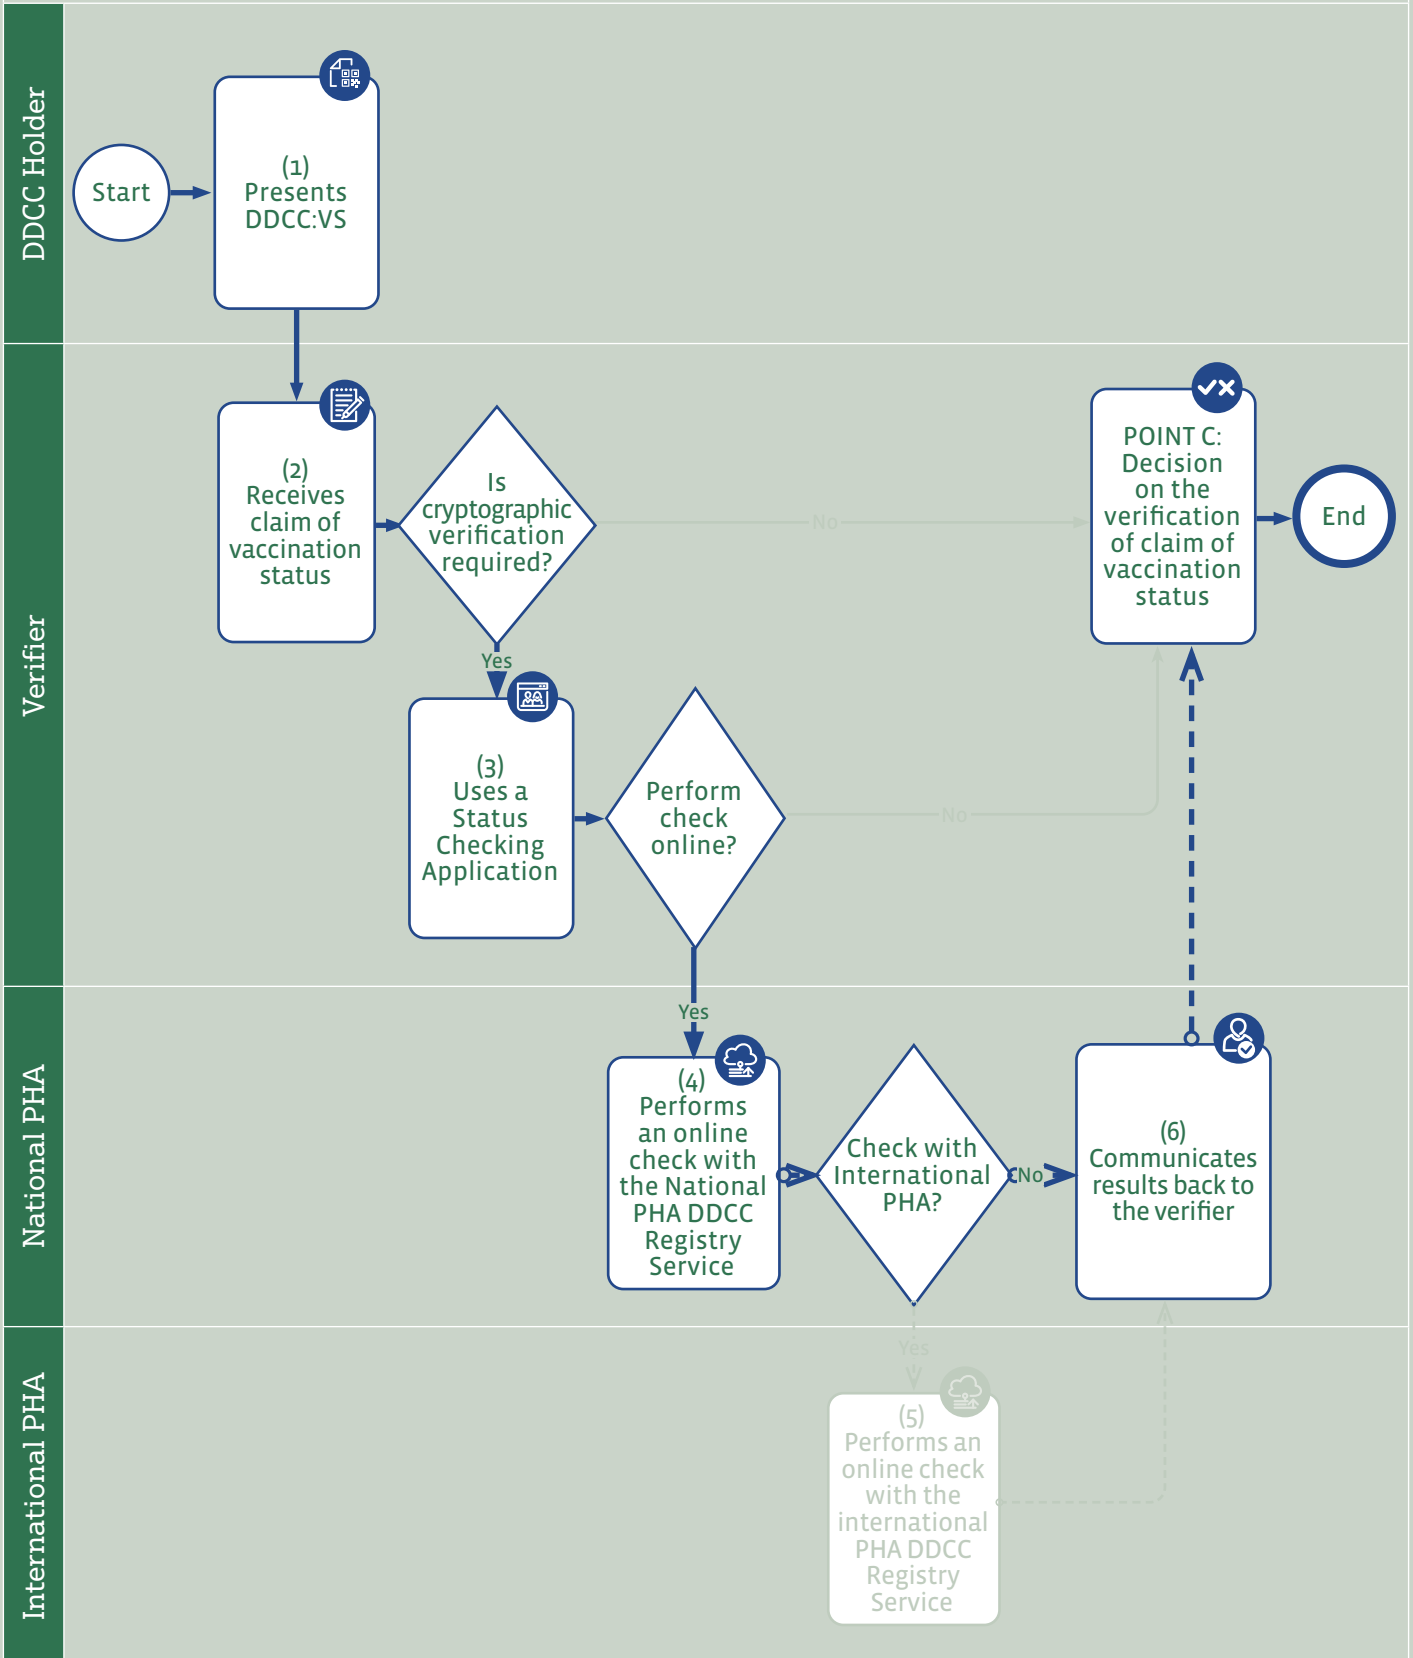 DDCC Holder
Start
(1)
Presents
DDCC:VS
Verifier
(2)
Receives
claim of
vaccination
status
Is
cryptographic
verification
required?
No
POINT C:
Decision
on the
verification
of claim of
vaccination
status
End
Yes
(3)
Uses a
Status
Checking
Application
Perform
check
online?
No
National PHA
Yes
(4)
Performs
an online
check with
the National
PHA DDCC
Registry
Service
Check with
International
PHA?
No
(6)
Communicates
results back to
the verifier
International PHA
Yes
(5)
Performs an
online check
with the
international
PHA DDCC
Registry
Service